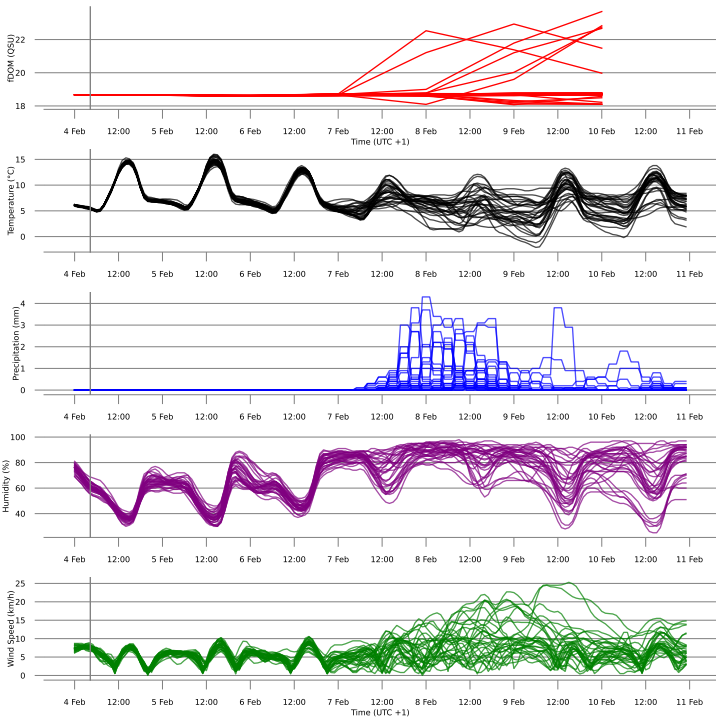 fDOM (QSU)
22
20
18
4 Feb 12:00 5 Feb 12:00 6 Feb 12:00 7 Feb 12:00 8 Feb 12:00 9 Feb 12:00 10 Feb 12:00 11 Feb
Time (UTC +1)
Temperature (°C)
15
10
5
0
4 Feb 12:00 5 Feb 12:00 6 Feb 12:00 7 Feb 12:00 8 Feb 12:00 9 Feb 12:00 10 Feb 12:00 11 Feb
Precipitation (mm)
4
3
2
1
0
4 Feb 12:00 5 Feb 12:00 6 Feb 12:00 7 Feb 12:00 8 Feb 12:00 9 Feb 12:00 10 Feb 12:00 11 Feb
Humidity (%)
100
80
60
40
4 Feb 12:00 5 Feb 12:00 6 Feb 12:00 7 Feb 12:00 8 Feb 12:00 9 Feb 12:00 10 Feb 12:00 11 Feb
Wind Speed (km/h)
25
20
15
10
5
0
4 Feb 12:00 5 Feb 12:00 6 Feb 12:00 7 Feb 12:00 8 Feb 12:00 9 Feb 12:00 10 Feb 12:00 11 Feb
Time (UTC +1)